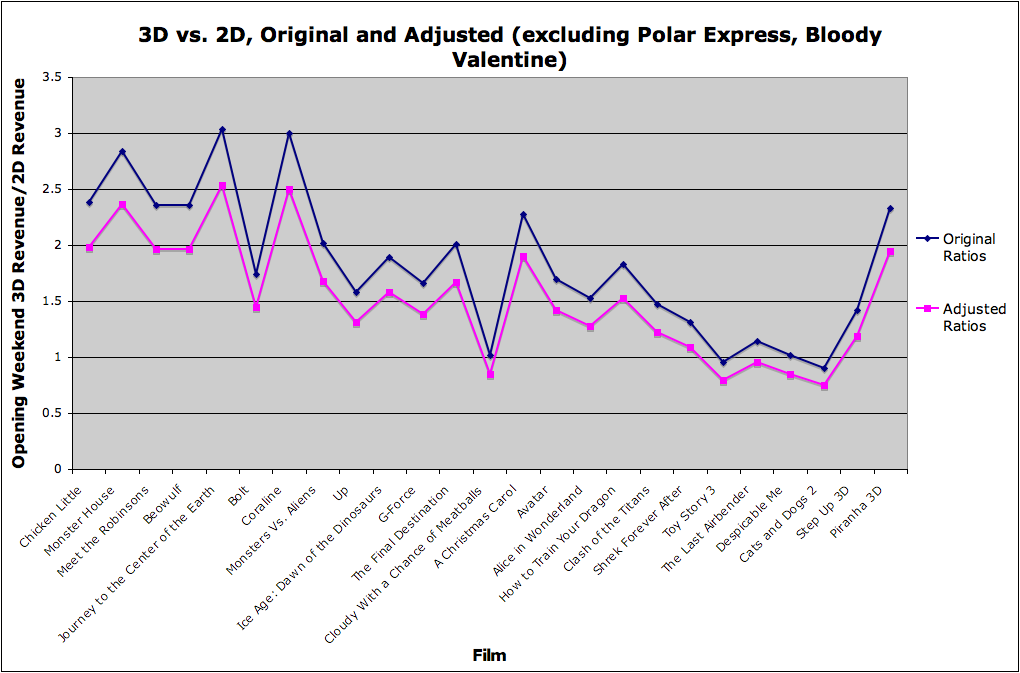 3D vs. 2D, Original and Adjusted (excluding Polar Express, Bloody
Valentine)
Opening Weekend 3D Revenue/2D Revenue
3.5
3
2.5
2
1.5
1
0.5
0
Chicken Little
Monster House
Meet the Robinsons
Beowulf
Journey to the Center of the Earth
Bolt
Coraline
Monsters Vs. Aliens
Up
Ice Age: Dawn of the Dinosaurs
G-Force
The Final Destination
Cloudy With a Chance of Meatballs
A Christmas Carol
Avatar
Alice in Wonderland
How to Train Your Dragon
Clash of the Titans
Shrek Forever After
Toy Story 3
The Last Airbender
Despicable Me
Cats and Dogs 2
Step Up 3D
Piranha 3D
Film
Original
Ratios
Adjusted
Ratios